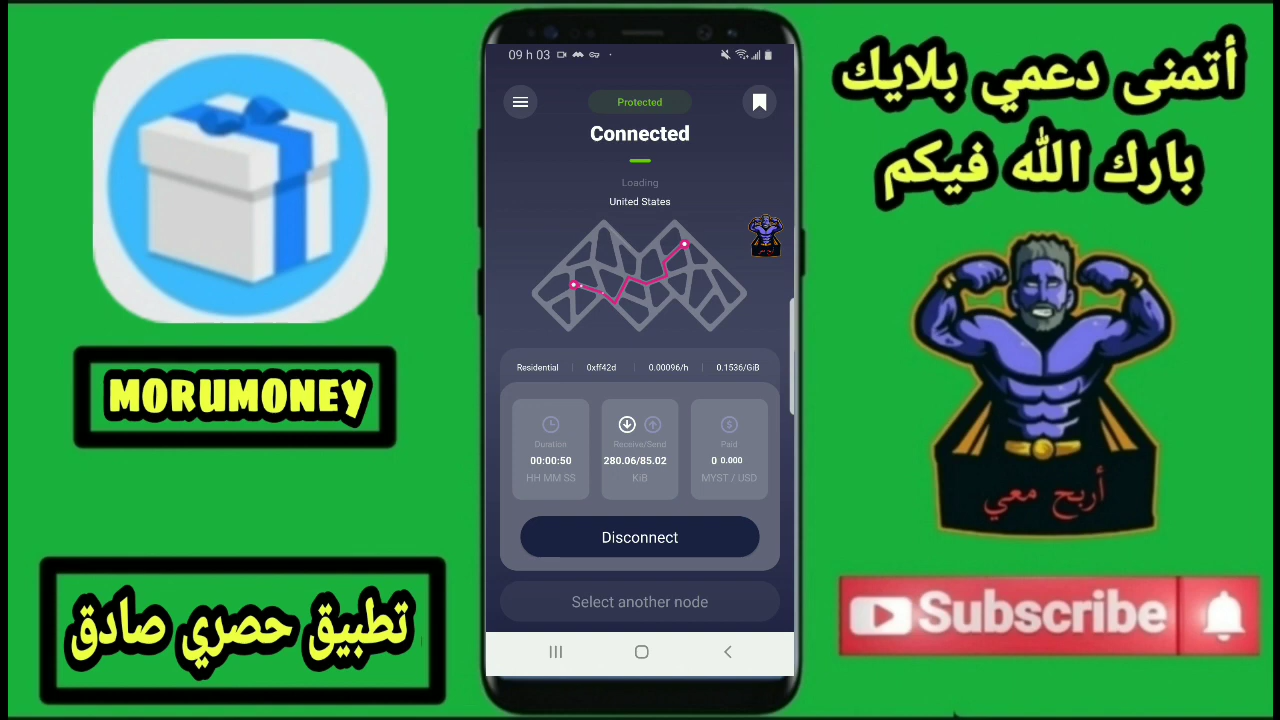 MORUMONEY
تطبيق حصري صادق
09 h 03
Protected
Connected
Loading
United States
Residential
0xff42d
0.00096/h
0.1536/GiB
Duration
00:00:50
HH MM SS
Receive/Send
280.06/85.02
KiB
Paid
0 0.000
MYST / USD
Disconnect
Select another node
أتمنى دعمي بلايك
بارك الله فيكم
أربح معي
Subscribe